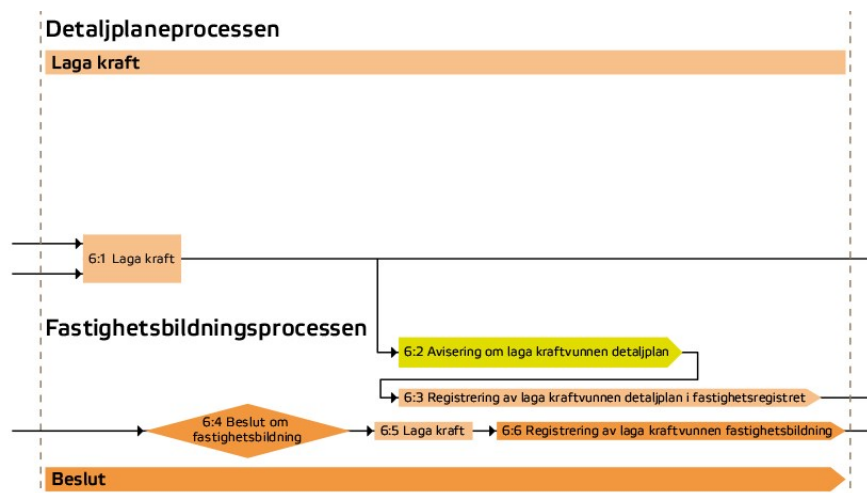 Detaljplaneprocessen
Laga kraft
6:1 Laga kraft
Fastighetsbildningsprocessen
6:2 Avisering om laga kraftvunnen detaljplan
6:3 Registrering av laga kraftvunnen detaljplan i fastighetsregistret
6:4 Beslut om
fastighetsbildning
6:5 Laga kraft
6:6 Registrering av laga kraftvunnen fastighetsbildning
Beslut